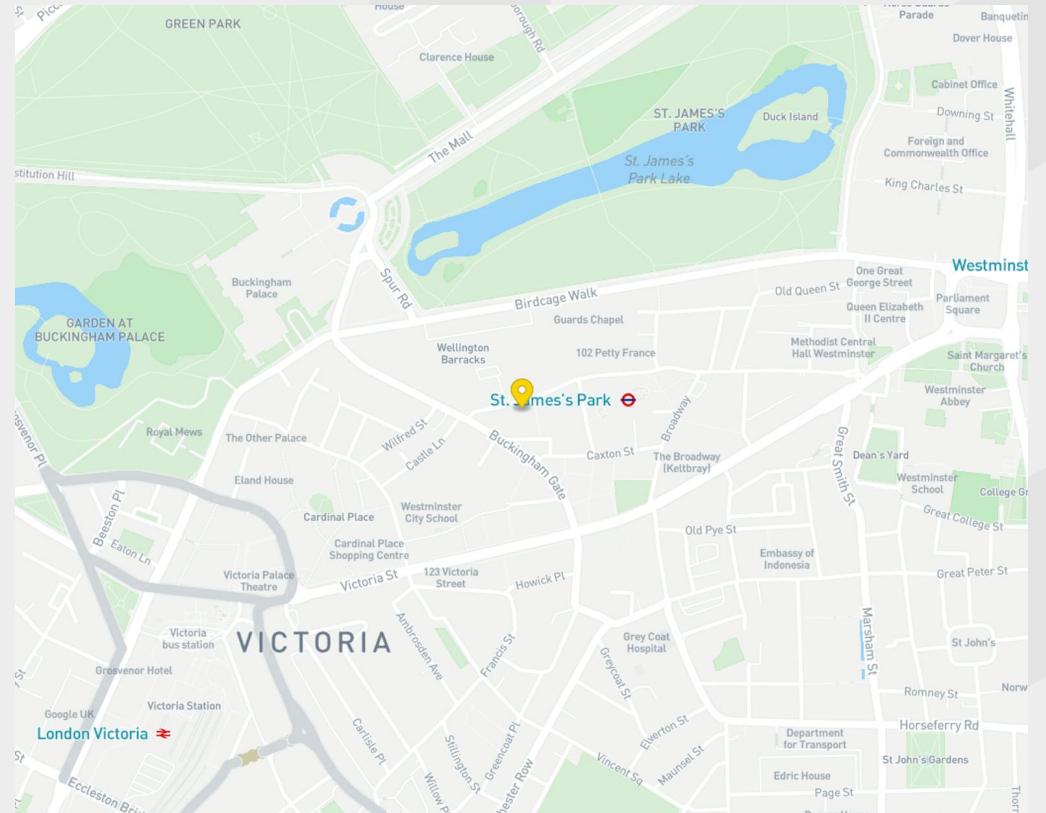 GREEN PARK
House
Clarence House
The Mall
ST. JAMES'S
PARK
Duck Island
St. James's
Park Lake
Parade
Dover House
Cabinet Office
Downing St
Whitehall
Foreign and
Commonwealth Office
King Charles St
stitution Hill
Buckingham
Palace
Spur Rd
Birdcage Walk
Guards Chapel
Old Queen St
One Great
George Street
Westminst
Queen Elizabeth
II Centre
Parliament
Square
GARDEN AT
BUCKINGHAM PALACE
Wellington
Barracks
102 Petty France
Methodist Central
Hall Westminster
Saint Margaret's
Church
Westminster
Abbey
St. James's Park
Royal Mews
The Other Palace
Wilfred St
Castle Ln
Buckingham Gate
Caxton St
Broadway
The Broadway
(Keltbray)
Great Smith St
Dean's Yard
Westminster
School
College Gr
Great College St
Eland House
Beeston Pl
Eaton Ln
Cardinal Place
Westminster
City School
Cardinal Place
Shopping Centre
Old Pye St
Embassy of
Indonesia
Great Peter St
Victoria Palace
Theatre
Victoria St
123 Victoria
Street
Howick Pl
Victoria
bus station
VICTORIA
Ambrosden Ave
Francis St
Greycoat St
Grey Coat
Hospital
Marsham St
St John's
Grosvenor Hotel
Google UK
Victoria Station
London Victoria
Carlisle Pl
Stillington St
Greencoat Pl
Elverton St
Vincent Sq
Maunsel St
Romney St
Norw
Horseferry Rd
Department
for Transport
St John's Gardens
Edric House
Page St
Eccleston Bri
Willow P
hester Row
Thor